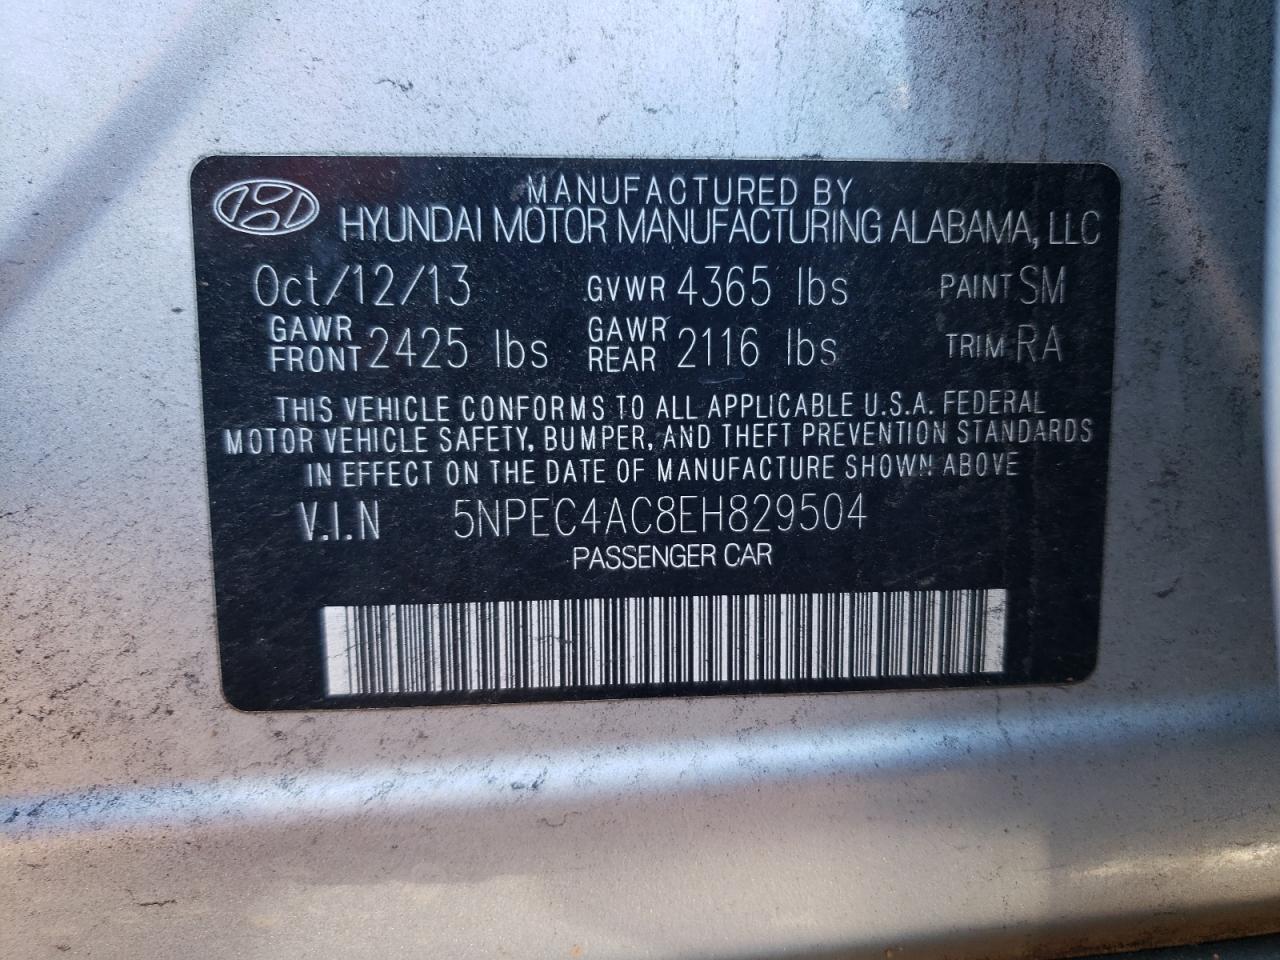 MANUFACTURED BY
HYUNDAI MOTOR MANUFACTURING ALABAMA, LLC
Oct/12/13 GVWR 4365 lbs PAINT SM
GAWR FRONT 2425 lbs GAWR REAR 2116 lbs TRIM RA
THIS VEHICLE CONFORMS TO ALL APPLICABLE U.S.A. FEDERAL
MOTOR VEHICLE SAFETY, BUMPER, AND THEFT PREVENTION STANDARDS
IN EFFECT ON THE DATE OF MANUFACTURE SHOWN ABOVE
V.I.N 5NPEC4AC8EH829504
PASSENGER CAR